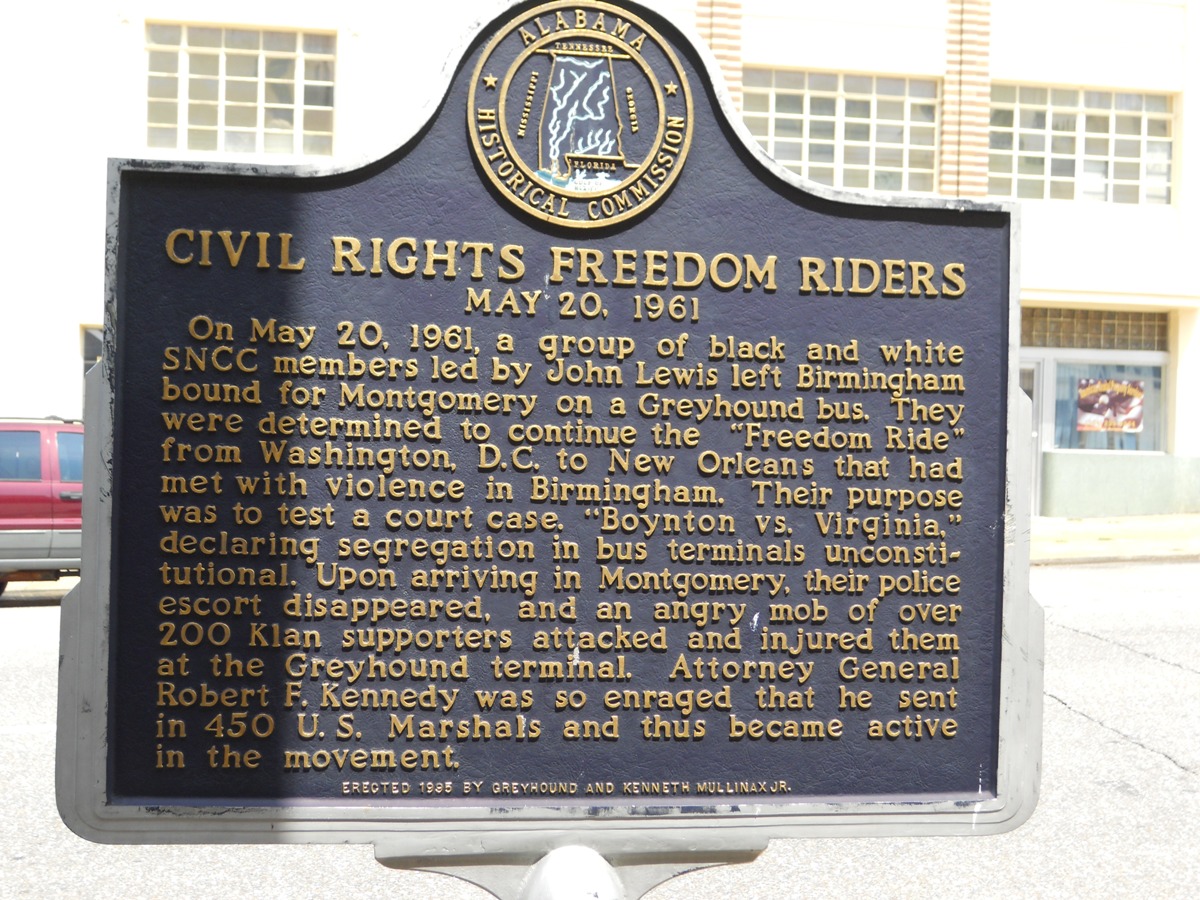 ALABAMA
HISTORICAL COMMISSION
TENNESSEE
MISSISSIPPI
GEORGIA
FLORIDA
CIVIL RIGHTS FREEDOM RIDERS
MAY 20, 1961
On May 20, 1961, a group of black and white
SNCC members led by John Lewis left Birmingham
bound for Montgomery on a Greyhound bus. They
were determined to continue the "Freedom Ride"
from Washington, D.C. to New Orleans that had
met with violence in Birmingham. Their purpose
was to test a court case. "Boynton vs. Virginia,"
declaring segregation in bus terminals unconsti-
tutional. Upon arriving in Montgomery, their police
escort disappeared, and an angry mob of over
200 Klan supporters attacked and injured them
at the Greyhound terminal. Attorney General
Robert F. Kennedy was so enraged that he sent
in 450 U.S. Marshals and thus became active
in the movement.
ERECTED 1995 BY GREYHOUND AND KENNETH MULLINAX JR.